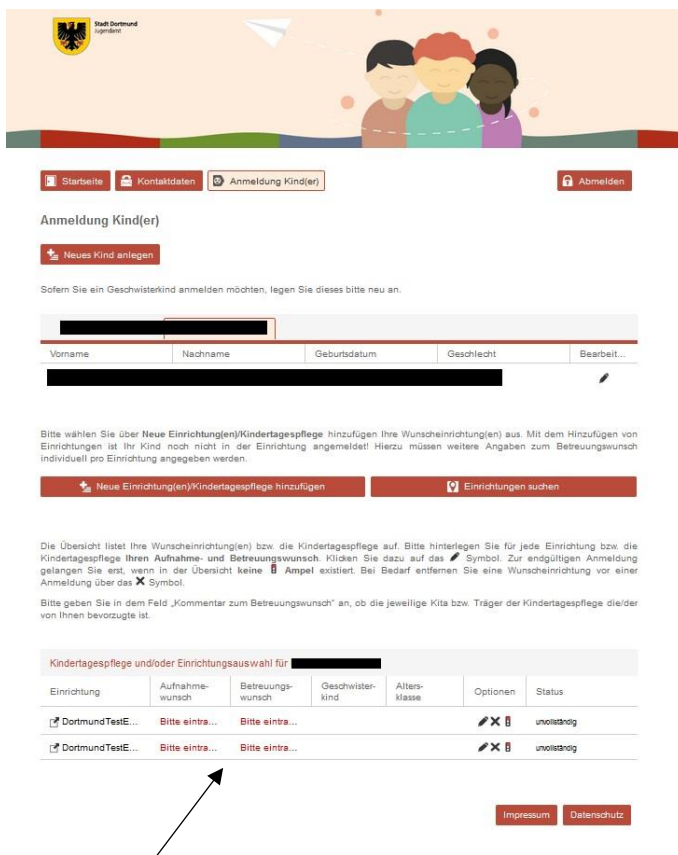 Stadt Dortmund
Jugendamt
Startseite Kontaktdaten Anmeldung Kind(er) Abmelden
Anmeldung Kind(er)
Neues Kind anlegen
Sofern Sie ein Geschwisterkind anmelden möchten, legen Sie dieses bitte neu an.
Vorname Nachname Geburtsdatum Geschlecht Bearbeit...
Bitte wählen Sie über Neue Einrichtung(en)/Kindertagespflege hinzufügen Ihre Wunscheinrichtung(en) aus. Mit dem Hinzufügen von
Einrichtungen ist Ihr Kind noch nicht in der Einrichtung angemeldet! Hierzu müssen weitere Angaben zum Betreuungswunsch
individuell pro Einrichtung angegeben werden.
Neue Einrichtung(en)/Kindertagespflege hinzufügen Einrichtungen suchen
Die Übersicht listet Ihre Wunscheinrichtung(en) bzw. die Kindertagespflege auf. Bitte hinterlegen Sie für jede Einrichtung bzw. die
Kindertagespflege Ihren Aufnahme- und Betreuungswunsch. Klicken Sie dazu auf das Symbol. Zur endgültigen Anmeldung
gelangen Sie erst, wenn in der Übersicht keine Ampel existiert. Bei Bedarf entfernen Sie eine Wunscheinrichtung vor einer
Anmeldung über das Symbol.
Bitte geben Sie in dem Feld „Kommentar zum Betreuungswunsch" an, ob die jeweilige Kita bzw. Träger der Kindertagespflege die/der
von Ihnen bevorzugte ist.
Kindertagespflege und/oder Einrichtungsauswahl für
Einrichtung Aufnahme-wunsch Betreuungs-wunsch Geschwister-kind Alters-klasse Optionen Status
DortmundTestE... Bitte eintra... Bitte eintra... unvollständig
DortmundTestE... Bitte eintra... Bitte eintra... unvollständig
Impressum Datenschutz